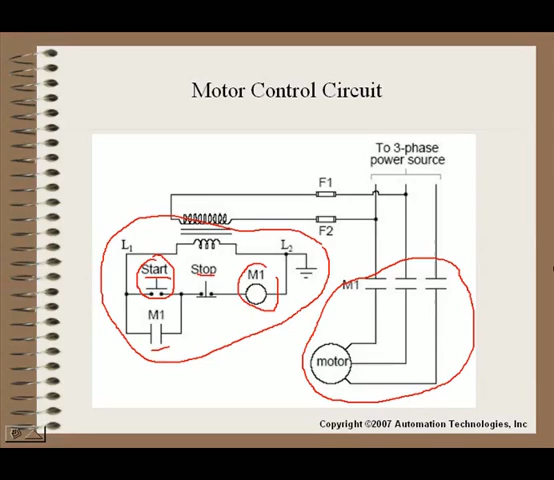 Motor Control Circuit
To 3-phase
power source
F1
F2
L1
L2
Start
Stop
M1
M1
M1
motor
Copyright ©2007 Automation Technologies, Inc